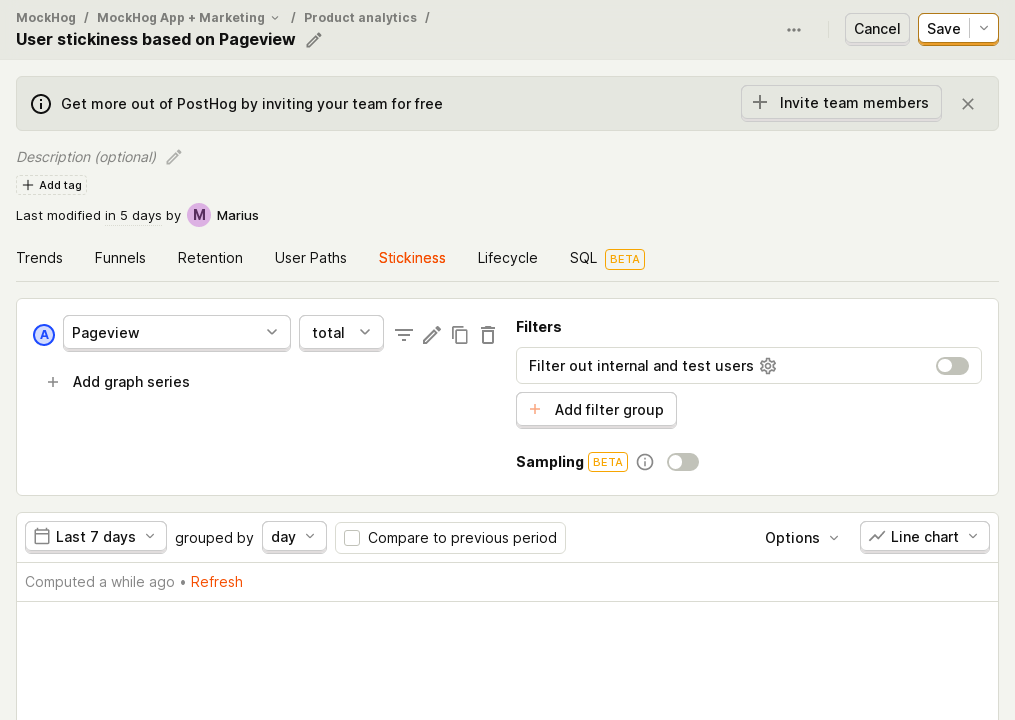 MockHog / MockHog App + Marketing / Product analytics /
User stickiness based on Pageview
Cancel
Save
Get more out of PostHog by inviting your team for free
Invite team members
Description (optional)
Add tag
Last modified in 5 days by M Marius
Trends Funnels Retention User Paths Stickiness Lifecycle SQL BETA
A Pageview total
Add graph series
Filters
Filter out internal and test users
Add filter group
Sampling BETA
Last 7 days grouped by day Compare to previous period Options Line chart
Computed a while ago • Refresh